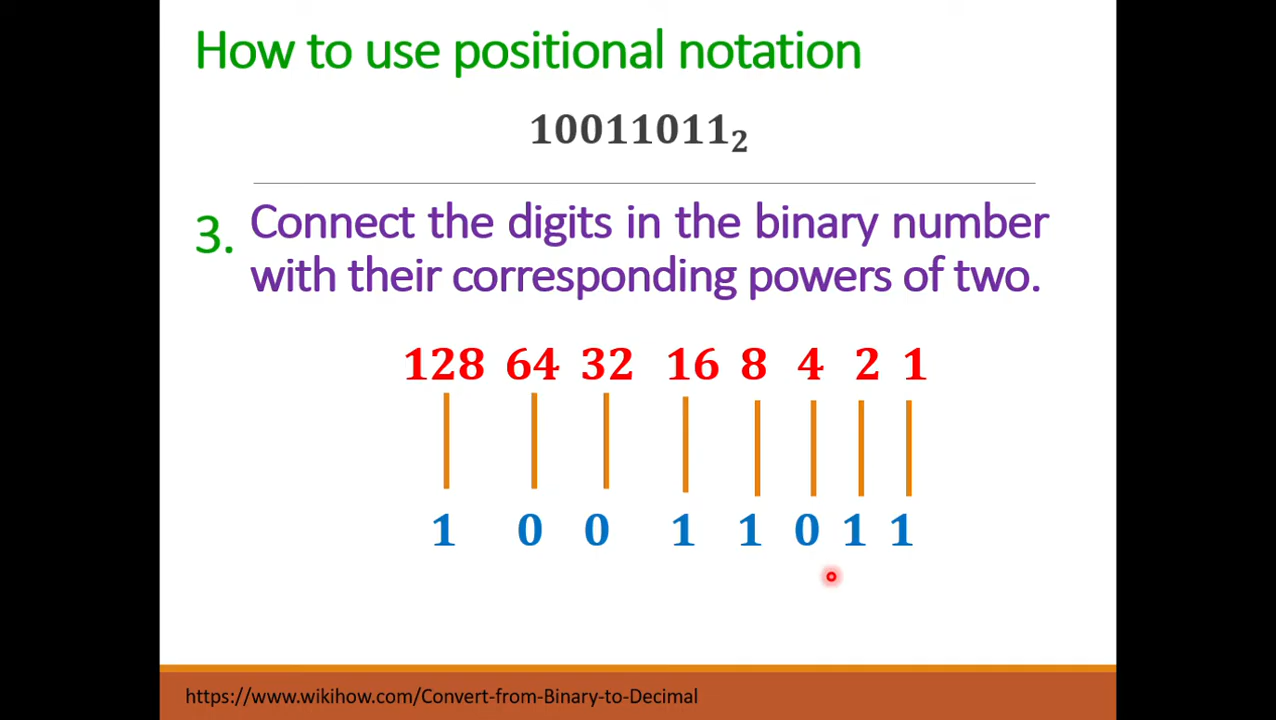 How to use positional notation
10011011₂
3. Connect the digits in the binary number
with their corresponding powers of two.
128 64 32 16 8 4 2 1
1 0 0 1 1 0 1 1
https://www.wikihow.com/Convert-from-Binary-to-Decimal